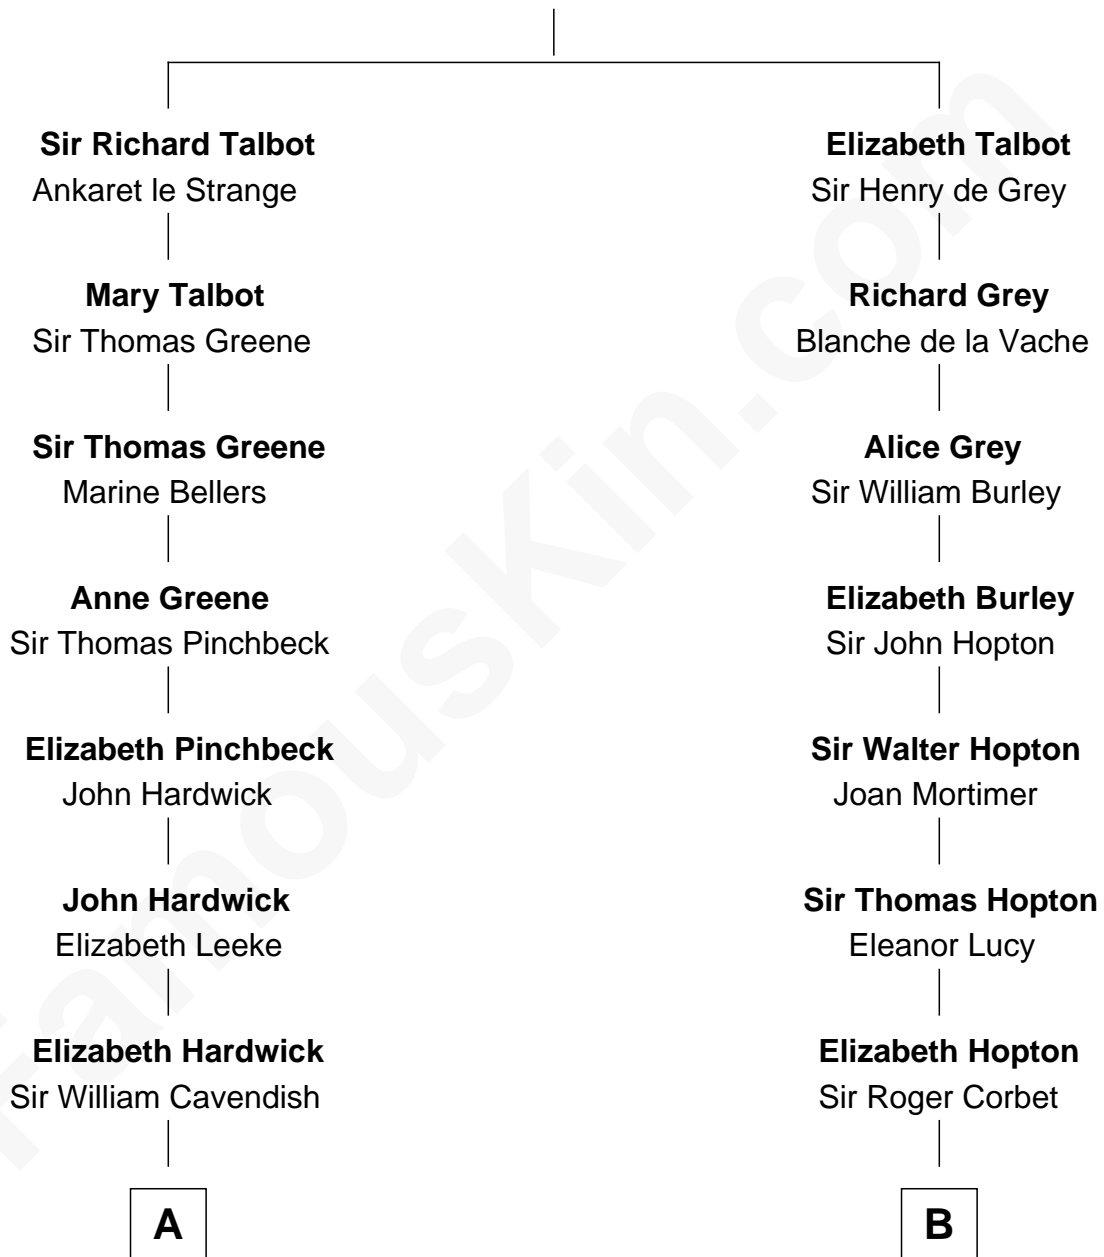 Sir Richard Talbot
Ankaret le Strange
Mary Talbot
Sir Thomas Greene
Sir Thomas Greene
Marine Bellers
Anne Greene
Sir Thomas Pinchbeck
Elizabeth Pinchbeck
John Hardwick
John Hardwick
Elizabeth Leeke
Elizabeth Hardwick
Sir William Cavendish
A
Elizabeth Talbot
Sir Henry de Grey
Richard Grey
Blanche de la Vache
Alice Grey
Sir William Burley
Elizabeth Burley
Sir John Hopton
Sir Walter Hopton
Joan Mortimer
Sir Thomas Hopton
Eleanor Lucy
Elizabeth Hopton
Sir Roger Corbet
B
FamousKin.com